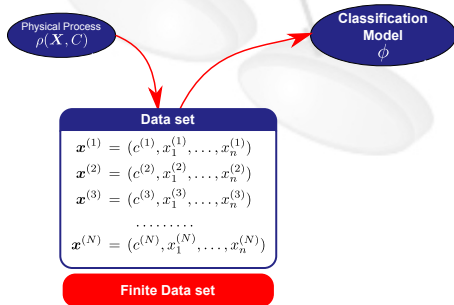 Physical Process
ρ(X, C)
Classification
Model
ϕ
Data set
x^(1) = (c^(1), x_1^(1), . . . , x_n^(1))
x^(2) = (c^(2), x_1^(2), . . . , x_n^(2))
x^(3) = (c^(3), x_1^(3), . . . , x_n^(3))
. . . . . . . . .
x^(N) = (c^(N), x_1^(N), . . . , x_n^(N))
Finite Data set